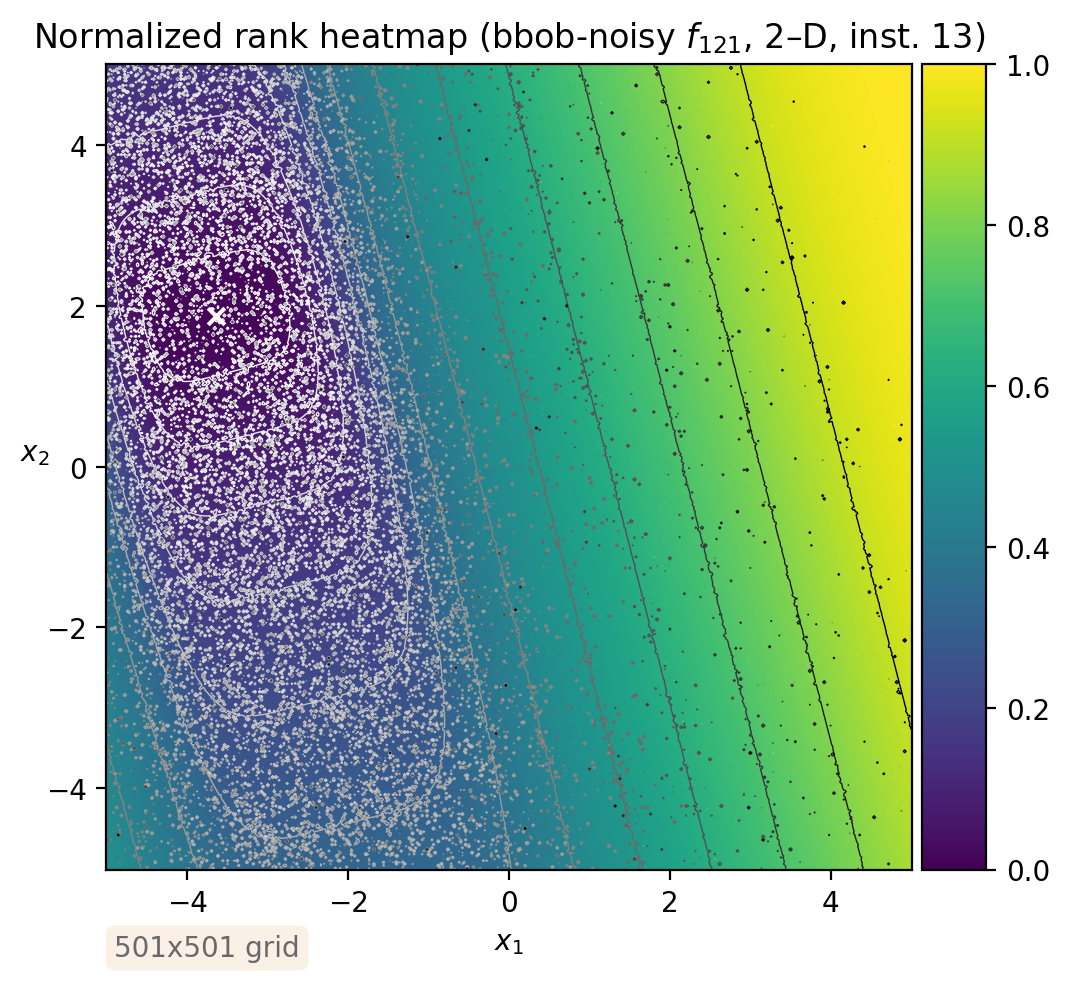 Normalized rank heatmap (bbob-noisy f₁₂₁, 2–D, inst. 13)
1.0
4
0.8
2
0.6
x₂
0
0.4
−2
0.2
−4
0.0
−4 −2 0 2 4
x₁
501x501 grid